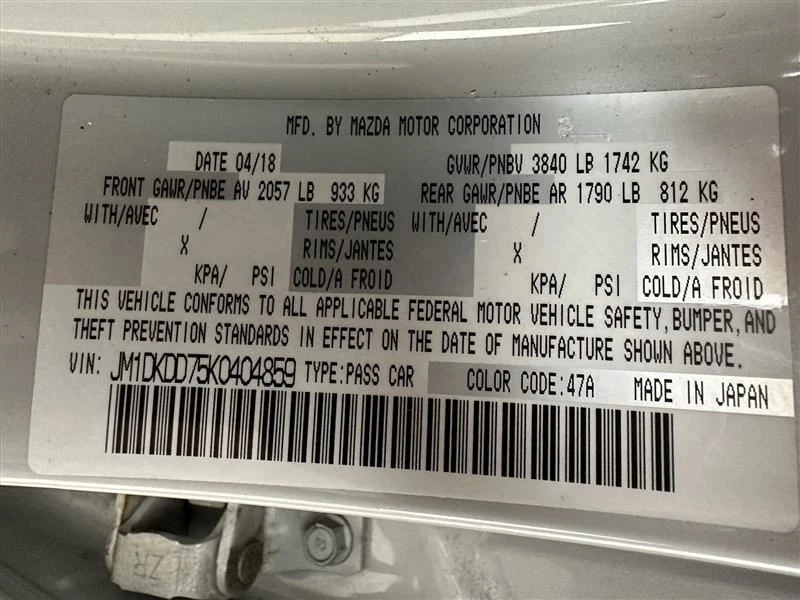 MFD. BY MAZDA MOTOR CORPORATION
DATE 04/18 GVWR/PNBV 3840 LB 1742 KG
FRONT GAWR/PNBE AV 2057 LB 933 KG REAR GAWR/PNBE AR 1790 LB 812 KG
WITH/AVEC / TIRES/PNEUS WITH/AVEC / TIRES/PNEUS
X RIMS/JANTES X RIMS/JANTES
KPA/ PSI COLD/A FROID KPA/ PSI COLD/A FROID
THIS VEHICLE CONFORMS TO ALL APPLICABLE FEDERAL MOTOR VEHICLE SAFETY,BUMPER,AND
THEFT PREVENTION STANDARDS IN EFFECT ON THE DATE OF MANUFACTURE SHOWN ABOVE.
VIN: JM1DKDD75K0404859 TYPE:PASS CAR COLOR CODE:47A MADE IN JAPAN
ZR